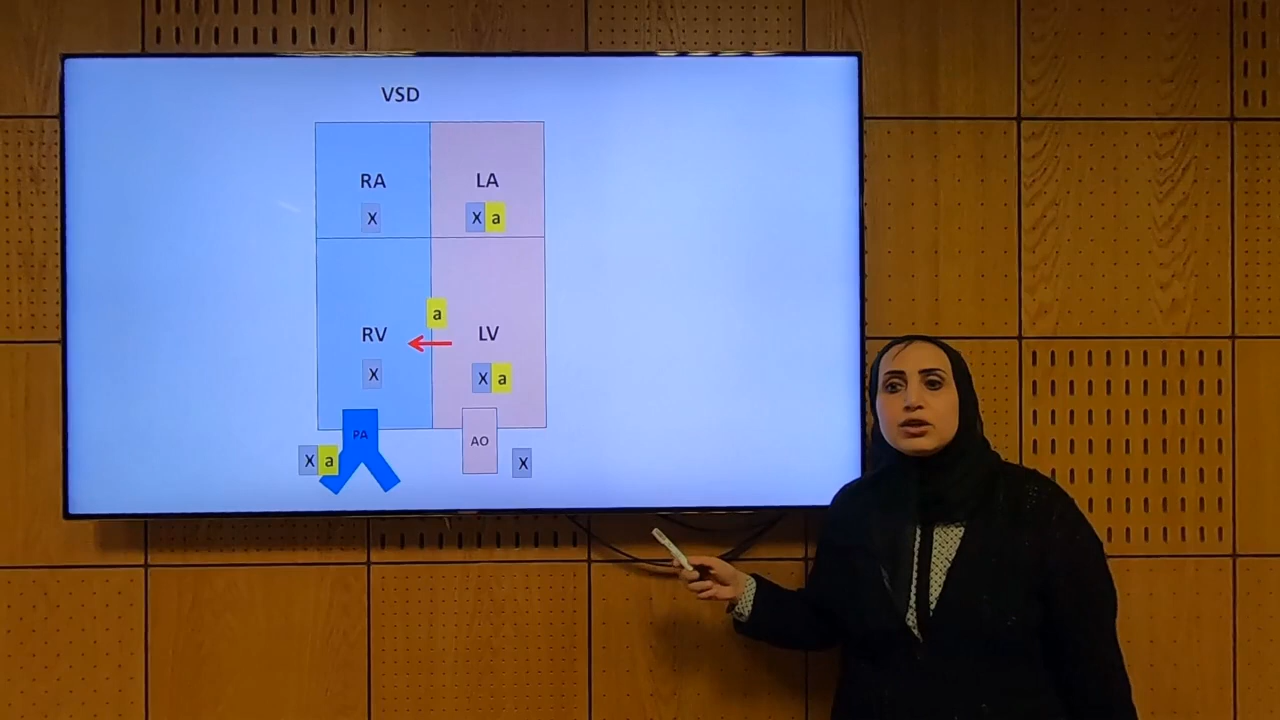 VSD
RA LA
X X a
a
RV LV
X X a
PA AO
X a X